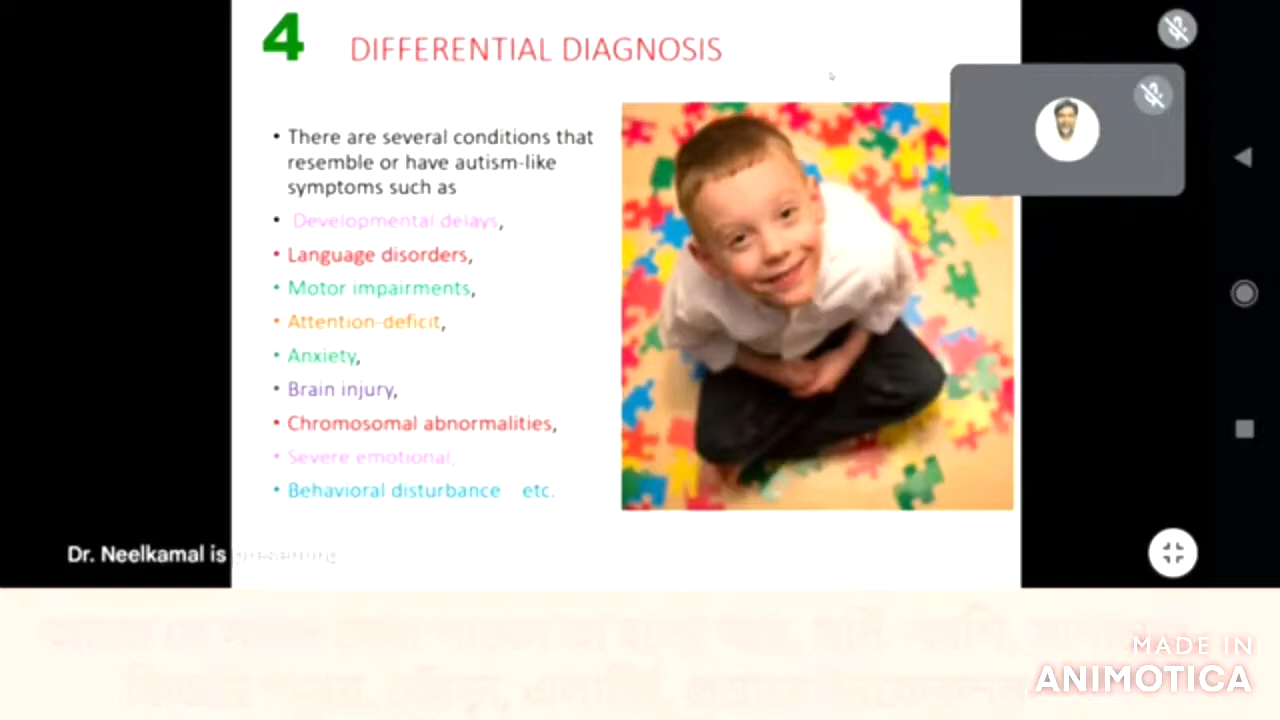 4 DIFFERENTIAL DIAGNOSIS
• There are several conditions that
resemble or have autism-like
symptoms such as
• Developmental delays,
• Language disorders,
• Motor impairments,
• Attention-deficit,
• Anxiety,
• Brain injury,
• Chromosomal abnormalities,
• Severe emotional,
• Behavioral disturbance etc.
Dr. Neelkamal is presenting
MADE IN
ANIMOTICA